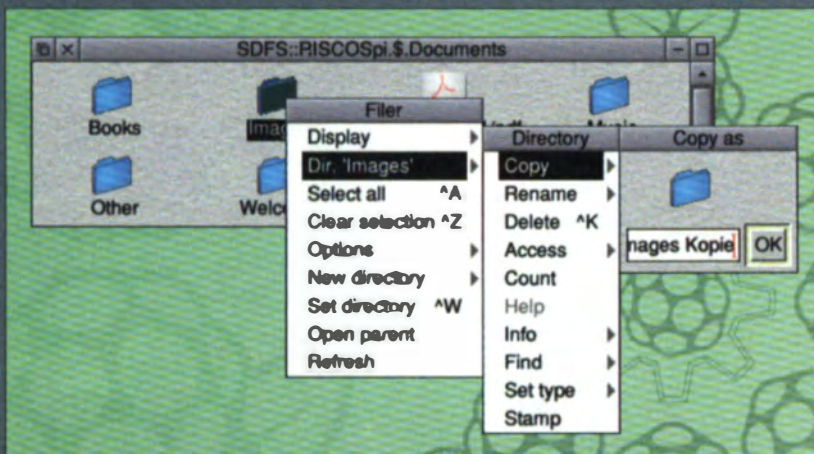 SDFS::RISCOSpi.$.Documents
Books
Other
Filer
Display
Dir. 'Images'
Select all ^A
Clear selection ^Z
Options
New directory
Set directory ^W
Open parent
Refresh
Directory
Copy
Rename
Delete ^K
Access
Count
Help
Info
Find
Set type
Stamp
Copy as
Kopie OK